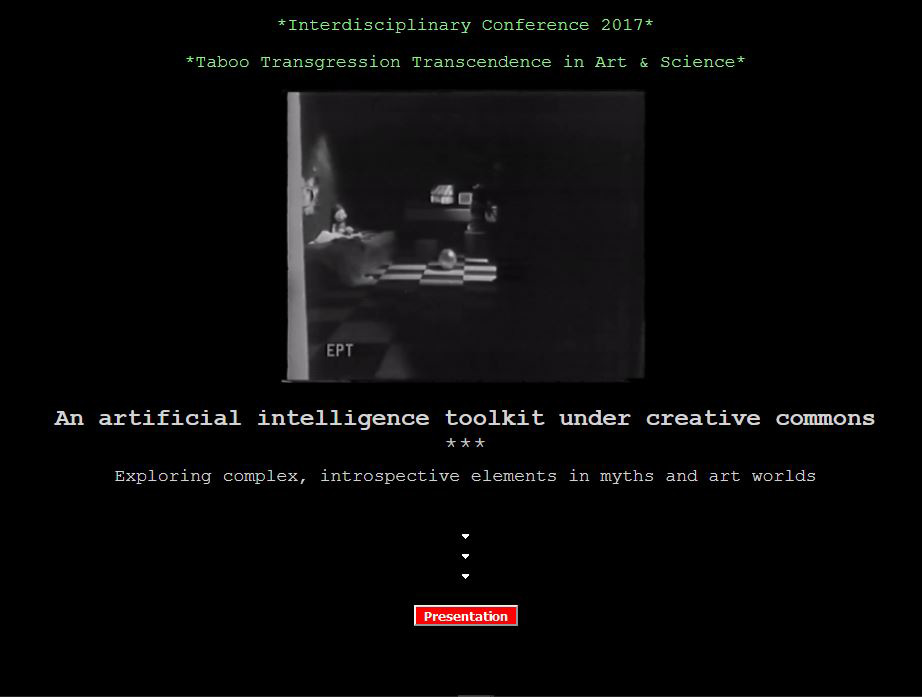 *Interdisciplinary Conference 2017*
*Taboo Transgression Transcendence in Art & Science*
EPT
An artificial intelligence toolkit under creative commons
***
Exploring complex, introspective elements in myths and art worlds
Presentation